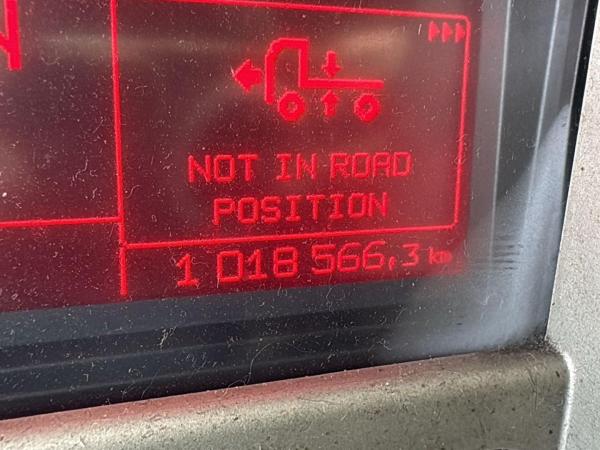 NOT IN ROAD
POSITION
1 018 566,3 km